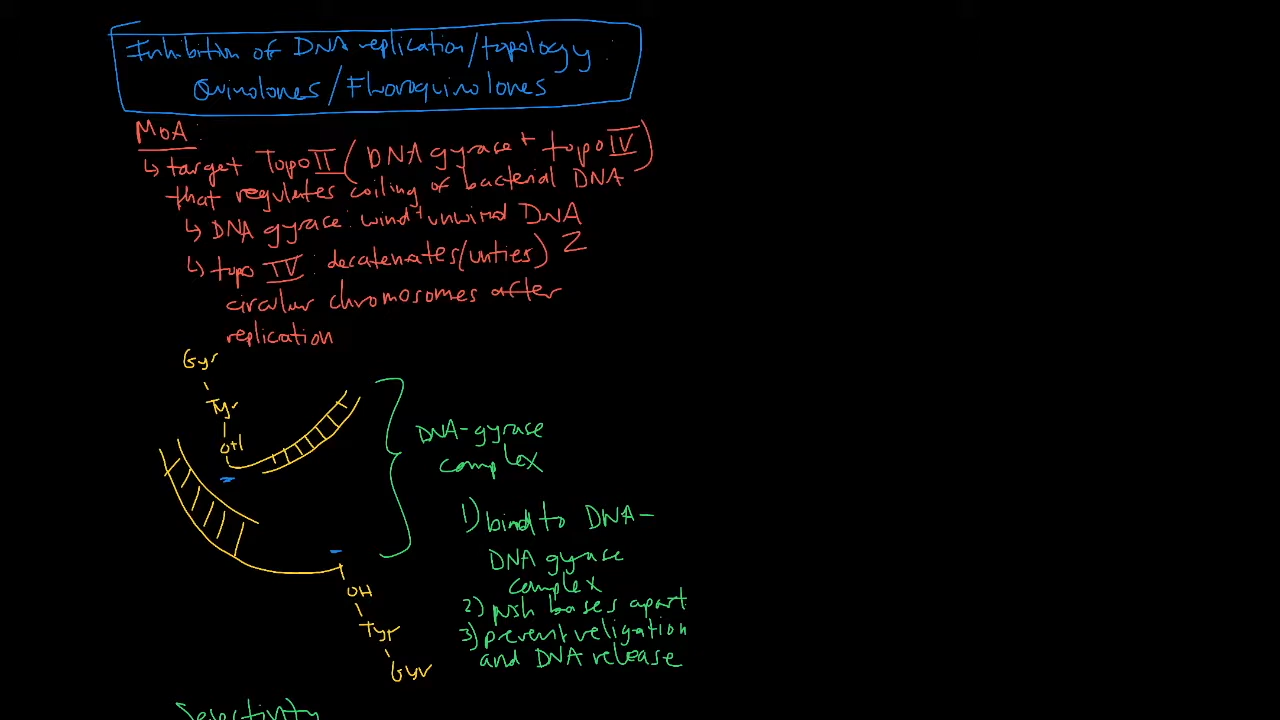 Inhibition of DNA replication/topology:
Quinolones/Fluoroquinolones
MoA:
↳ target Topo II (DNA gyrase + topo IV)
that regulates coiling of bacterial DNA
↳ DNA gyrase: wind + unwind DNA
↳ topo IV: decatenates (unties) 2
circular chromosomes after
replication
Gyr
Tyr
OH
DNA-gyrase
complex
1) bind to DNA-
DNA gyrase
complex
2) push bases apart
3) prevent religation
and DNA release
OH
Tyr
Gyr
Selectivity